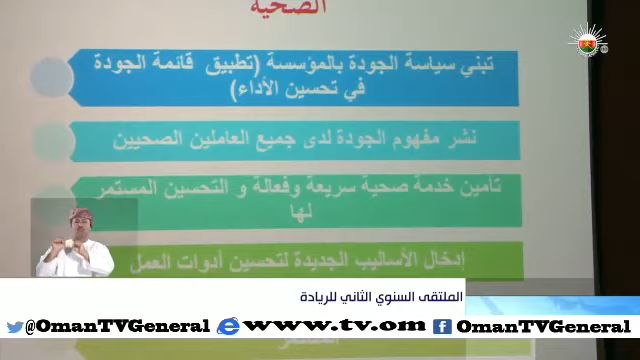 الصحية
تبني سياسة الجودة بالمؤسسة (تطبيق قائمة الجودة
في تحسين الأداء)
نشر مفهوم الجودة لدى جميع العاملين الصحيين
تأمين خدمة صحية سريعة وفعالة و التحسين المستمر
لها
إدخال الأساليب الجديدة لتحسين أدوات العمل
الملتقى السنوي الثاني للريادة
المستمر
@OmanTVGeneral www.tv.om OmanTVGeneral